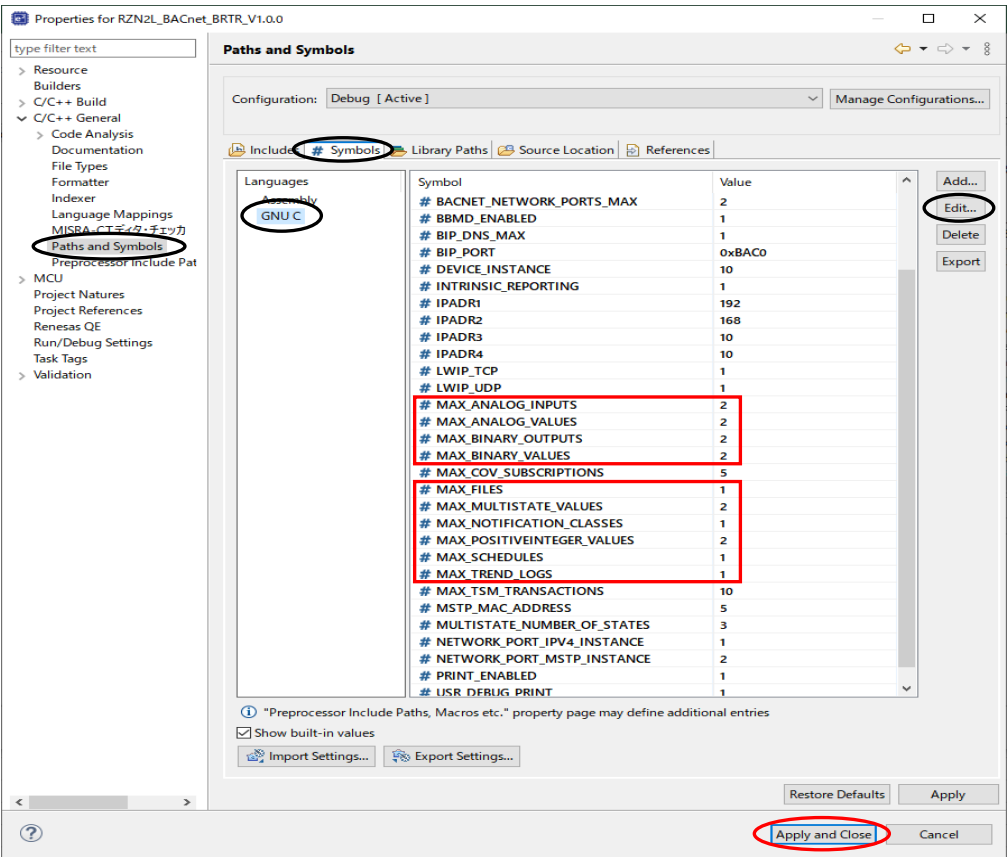 Properties for RZN2L_BACnet_BRTR_V1.0.0
type filter text
Resource
Builders
C/C++ Build
C/C++ General
Code Analysis
Documentation
File Types
Formatter
Indexer
Language Mappings
MISRA-Cエディタ・チェッカ
Paths and Symbols
Preprocessor Include Pat
MCU
Project Natures
Project References
Renesas QE
Run/Debug Settings
Task Tags
Validation
Paths and Symbols
Configuration: Debug [ Active ]
Manage Configurations...
Includes # Symbols Library Paths Source Location References
Languages
Assembly
GNU C
Symbol Value
# BACNET_NETWORK_PORTS_MAX 2
# BBMD_ENABLED 1
# BIP_DNS_MAX 1
# BIP_PORT 0xBAC0
# DEVICE_INSTANCE 10
# INTRINSIC_REPORTING 1
# IPADR1 192
# IPADR2 168
# IPADR3 10
# IPADR4 10
# LWIP_TCP 1
# LWIP_UDP 1
# MAX_ANALOG_INPUTS 2
# MAX_ANALOG_VALUES 2
# MAX_BINARY_OUTPUTS 2
# MAX_BINARY_VALUES 2
# MAX_COV_SUBSCRIPTIONS 5
# MAX_FILES 1
# MAX_MULTISTATE_VALUES 2
# MAX_NOTIFICATION_CLASSES 1
# MAX_POSITIVEINTEGER_VALUES 2
# MAX_SCHEDULES 1
# MAX_TREND_LOGS 1
# MAX_TSM_TRANSACTIONS 10
# MSTP_MAC_ADDRESS 5
# MULTISTATE_NUMBER_OF_STATES 3
# NETWORK_PORT_IPV4_INSTANCE 1
# NETWORK_PORT_MSTP_INSTANCE 2
# PRINT_ENABLED 1
# USR_DEBUG_PRINT 1
Add...
Edit...
Delete
Export
"Preprocessor Include Paths, Macros etc." property page may define additional entries
Show built-in values
Import Settings... Export Settings...
Restore Defaults Apply
Apply and Close Cancel